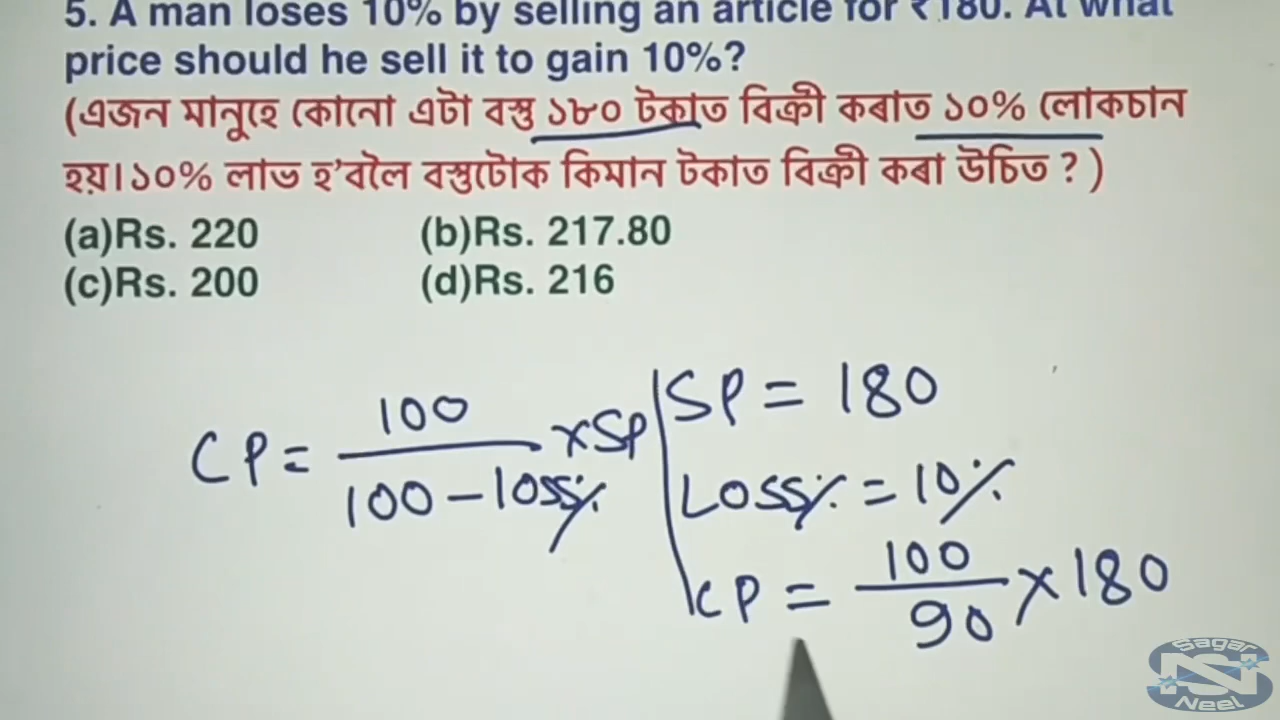 5. A man loses 10% by selling an article for ₹180. At what
price should he sell it to gain 10%?
(এজন মানুহে কোনো এটা বস্তু ১৮০ টকাত বিক্ৰী কৰাত ১০% লোকচান
হয়।১০% লাভ হ'বলৈ বস্তুটোক কিমান টকাত বিক্ৰী কৰা উচিত ? )
(a)Rs. 220 (b)Rs. 217.80
(c)Rs. 200 (d)Rs. 216
CP = 100 / 100 - loss% × SP
SP = 180
Loss% = 10%
CP = 100 / 90 × 180
Sagar
NS
Neel